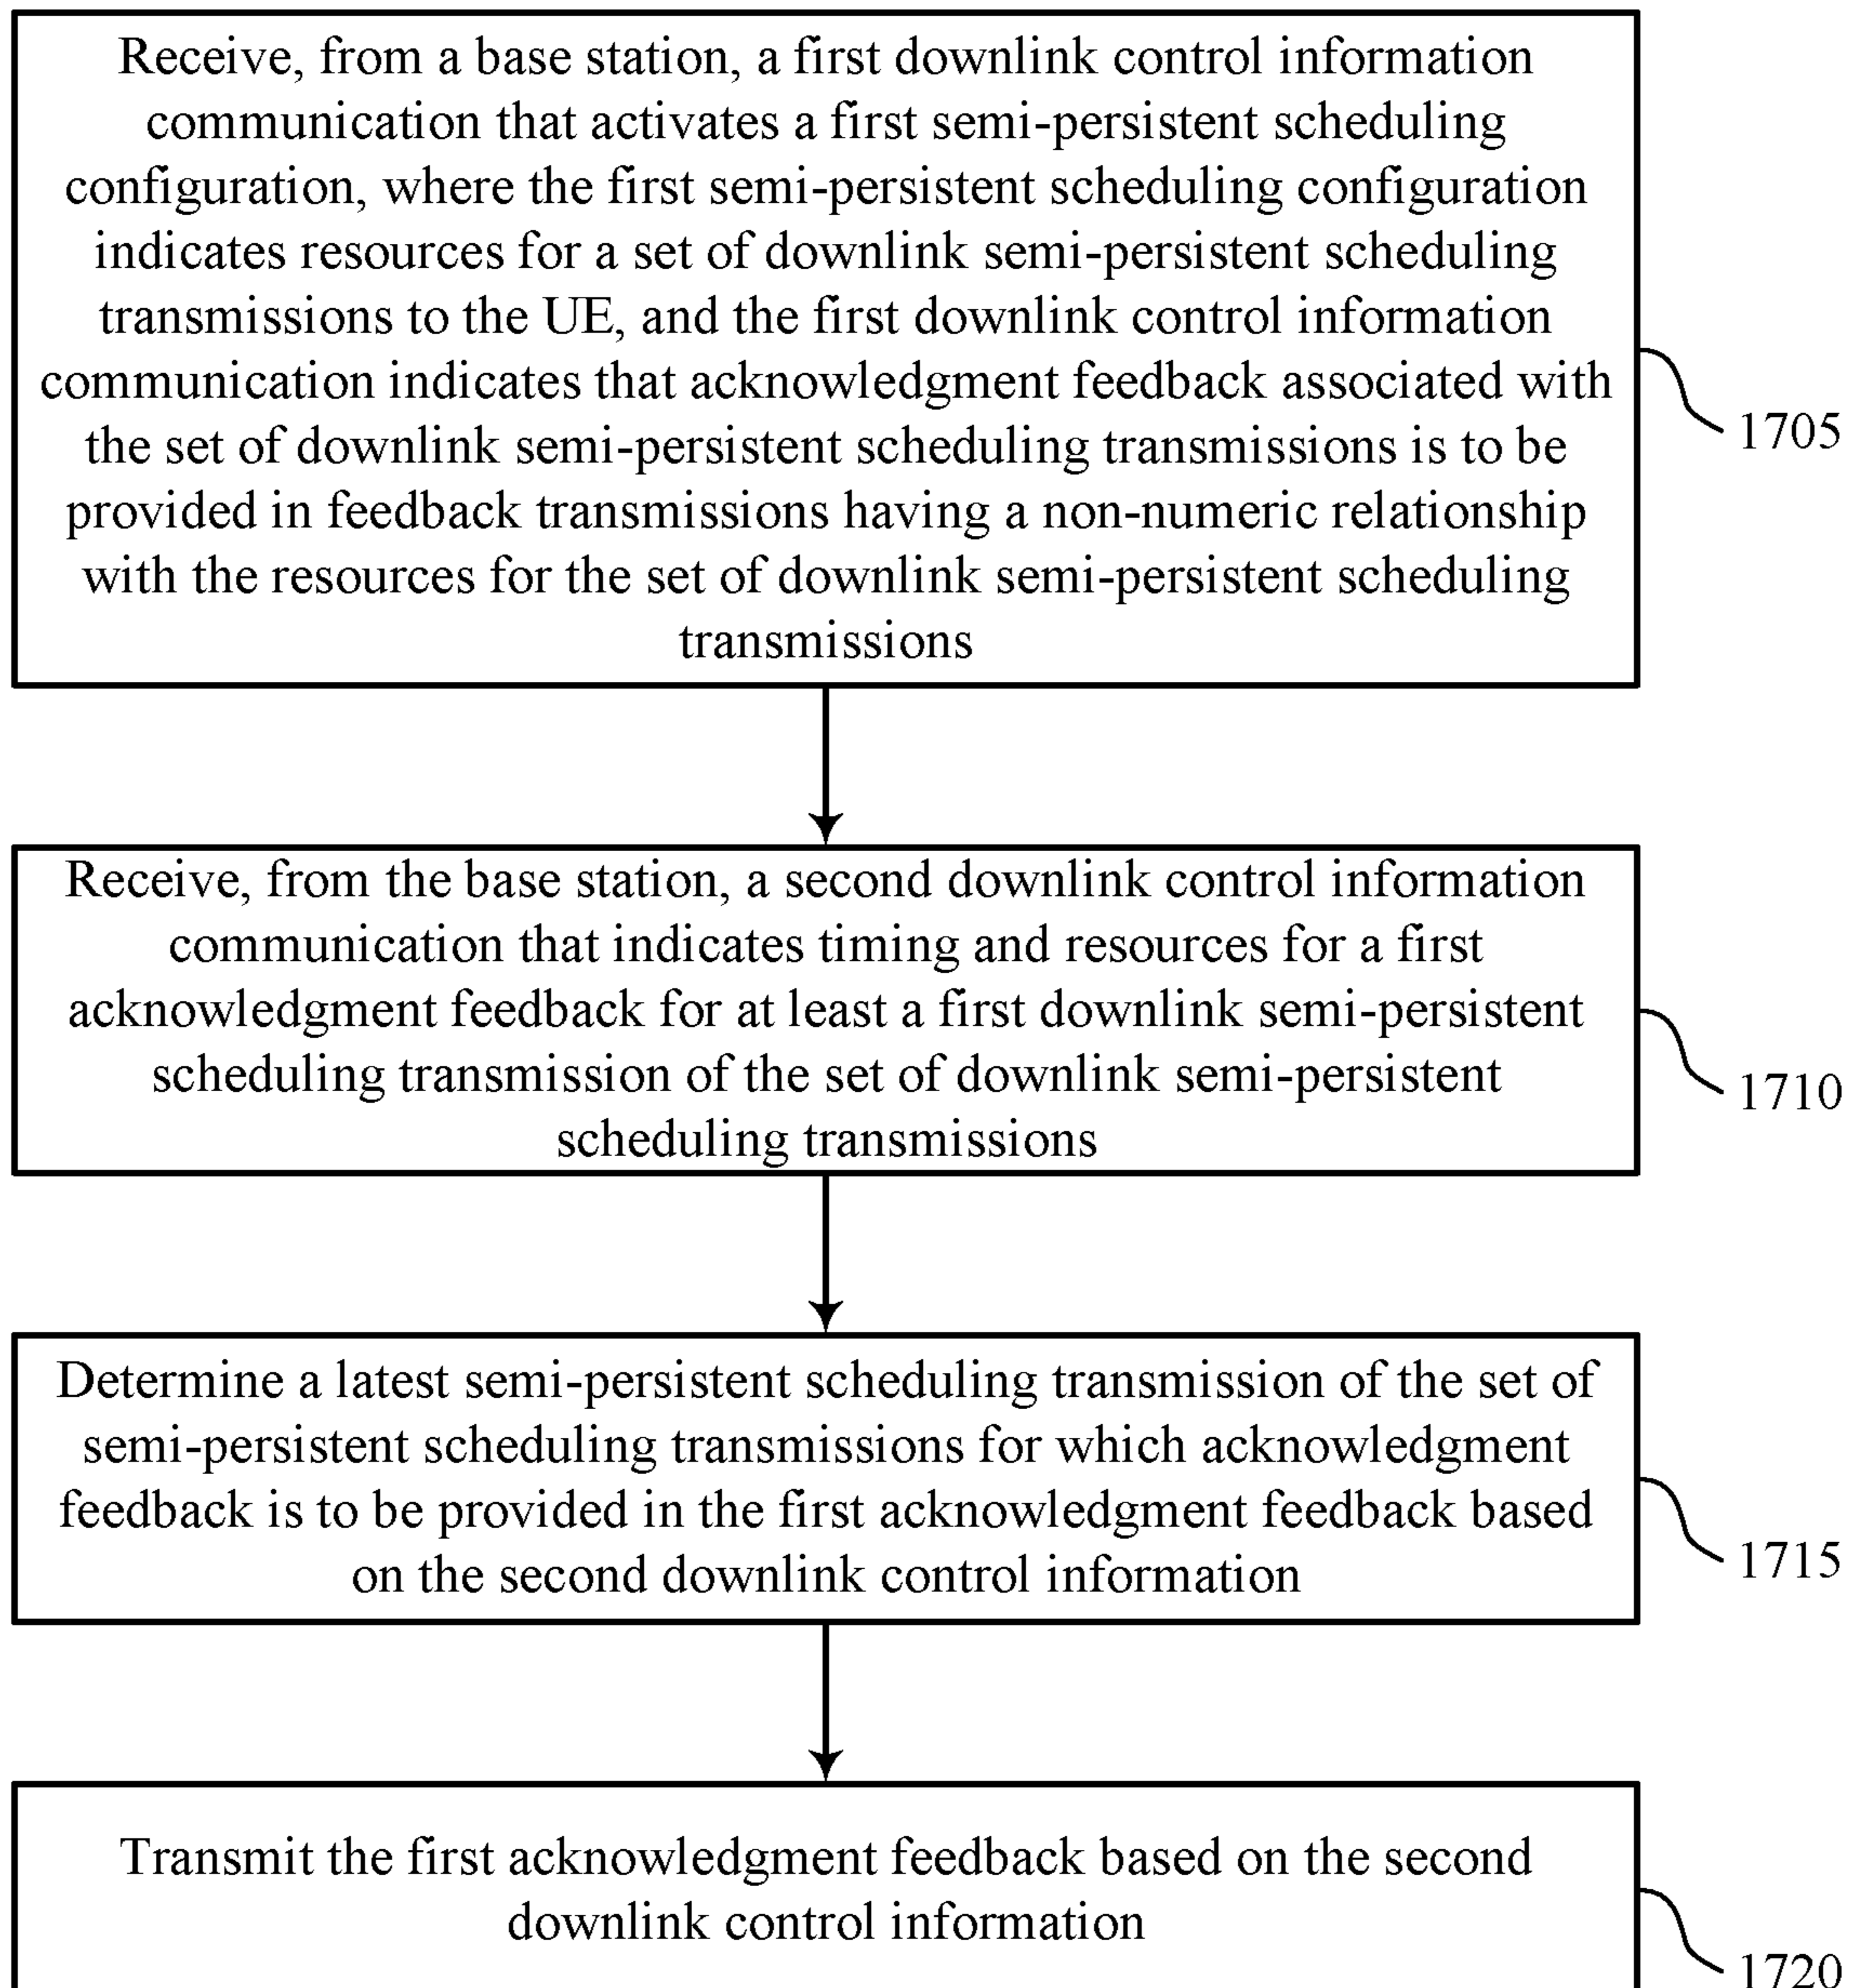 Receive, from a base station, a first downlink control information
communication that activates a first semi-persistent scheduling
configuration, where the first semi-persistent scheduling configuration
indicates resources for a set of downlink semi-persistent scheduling
transmissions to the UE, and the first downlink control information
communication indicates that acknowledgment feedback associated with
the set of downlink semi-persistent scheduling transmissions is to be
provided in feedback transmissions having a non-numeric relationship
with the resources for the set of downlink semi-persistent scheduling
transmissions
1705
Receive, from the base station, a second downlink control information
communication that indicates timing and resources for a first
acknowledgment feedback for at least a first downlink semi-persistent
scheduling transmission of the set of downlink semi-persistent
scheduling transmissions
1710
Determine a latest semi-persistent scheduling transmission of the set of
semi-persistent scheduling transmissions for which acknowledgment
feedback is to be provided in the first acknowledgment feedback based
on the second downlink control information
1715
Transmit the first acknowledgment feedback based on the second
downlink control information
1720